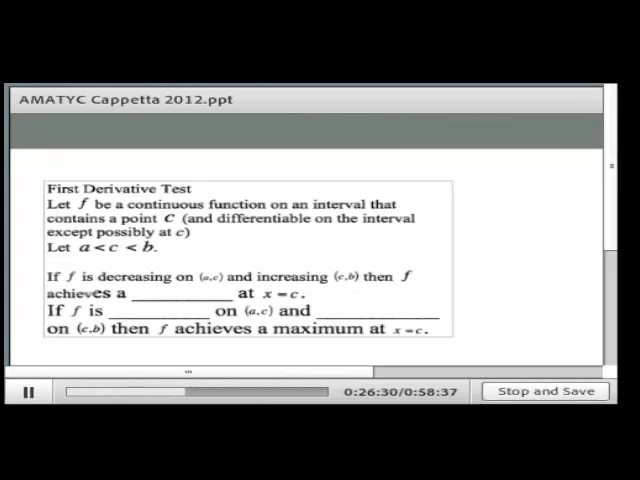 AMATYC Cappetta 2012.ppt
First Derivative Test
Let f be a continuous function on an interval that
contains a point C (and differentiable on the interval
except possibly at c)
Let a < c < b.
If f is decreasing on (a,c) and increasing (c,b) then f
achieves a ____________ at x = c.
If f is ____________ on (a,c) and ______________
on (c,b) then f achieves a maximum at x = c.
0:26:30/0:58:37
Stop and Save